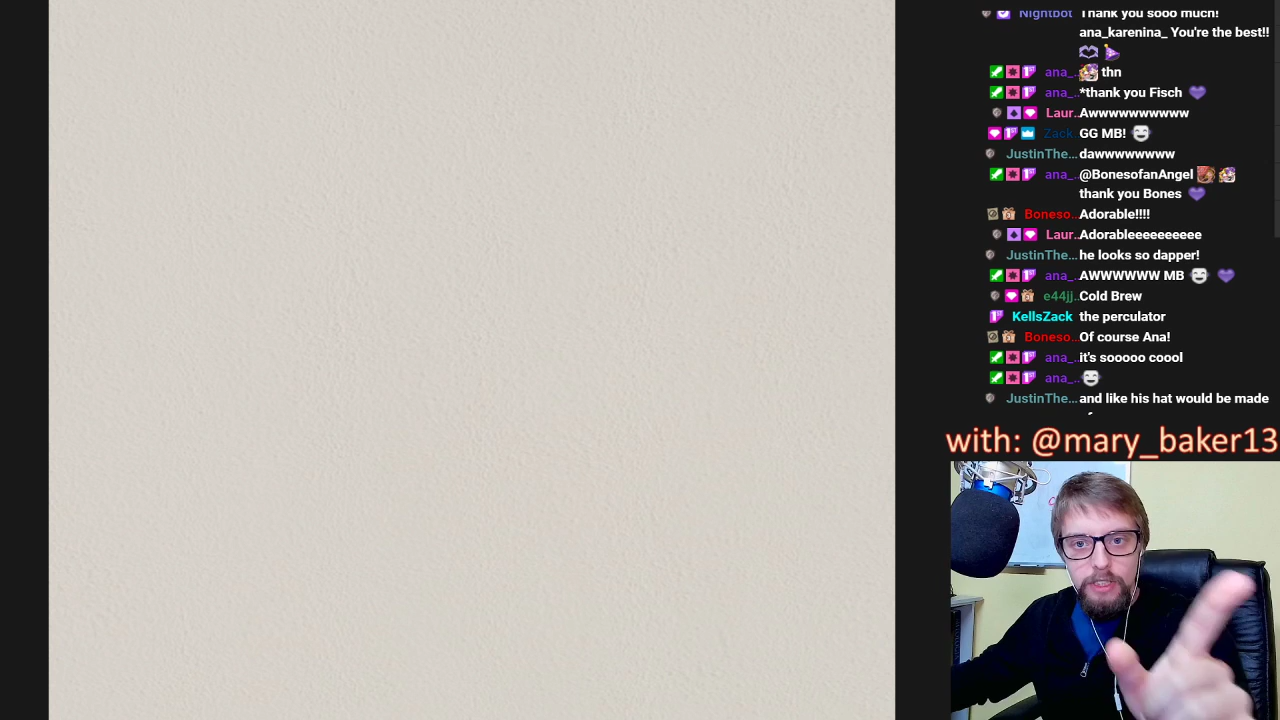 Nightbot Thank you sooo much!
ana_karenina_ You're the best!!
ana_.. thn
ana_.. *thank you Fisch
Laur.. Awwwwwwwwww
Zack. GG MB!
JustinThe... dawwwwwwww
ana_.. @BonesofanAngel
thank you Bones
Boneso.. Adorable!!!!
Laur.. Adorableeeeeeeeee
JustinThe... he looks so dapper!
ana_.. AWWWWWW MB
e44jj.. Cold Brew
KellsZack the perculator
Boneso.. Of course Ana!
ana_.. it's sooooo coool
ana_..
JustinThe... and like his hat would be made
with: @mary_baker13